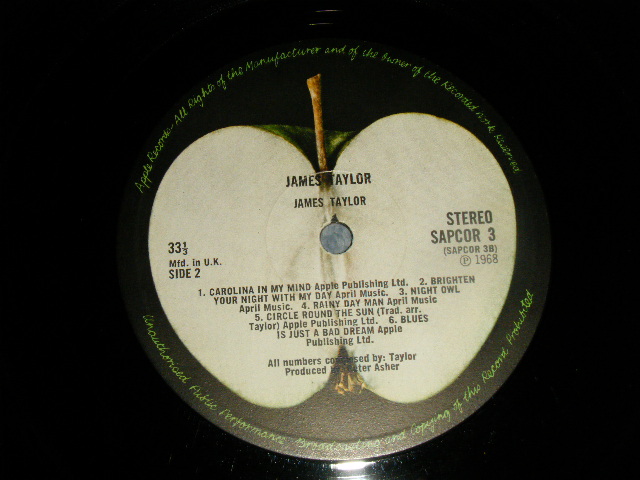 Apple Records · All Rights of the Manufacturer and of the Owner of the Recorded Work Reserved
JAMES TAYLOR
JAMES TAYLOR
STEREO
SAPCOR 3
(SAPCOR 3B)
Ⓟ 1968
33⅓
Mfd. in U.K.
SIDE 2
1. CAROLINA IN MY MIND Apple Publishing Ltd. 2. BRIGHTEN
YOUR NIGHT WITH MY DAY April Music. 3. NIGHT OWL
April Music. 4. RAINY DAY MAN April Music
5. CIRCLE ROUND THE SUN (Trad. arr.
Taylor) Apple Publishing Ltd. 6. BLUES
IS JUST A BAD DREAM Apple
Publishing Ltd.
All numbers composed by: Taylor
Produced by: Peter Asher
Unauthorised Public Performance Broadcasting and Copying of this Record Prohibited